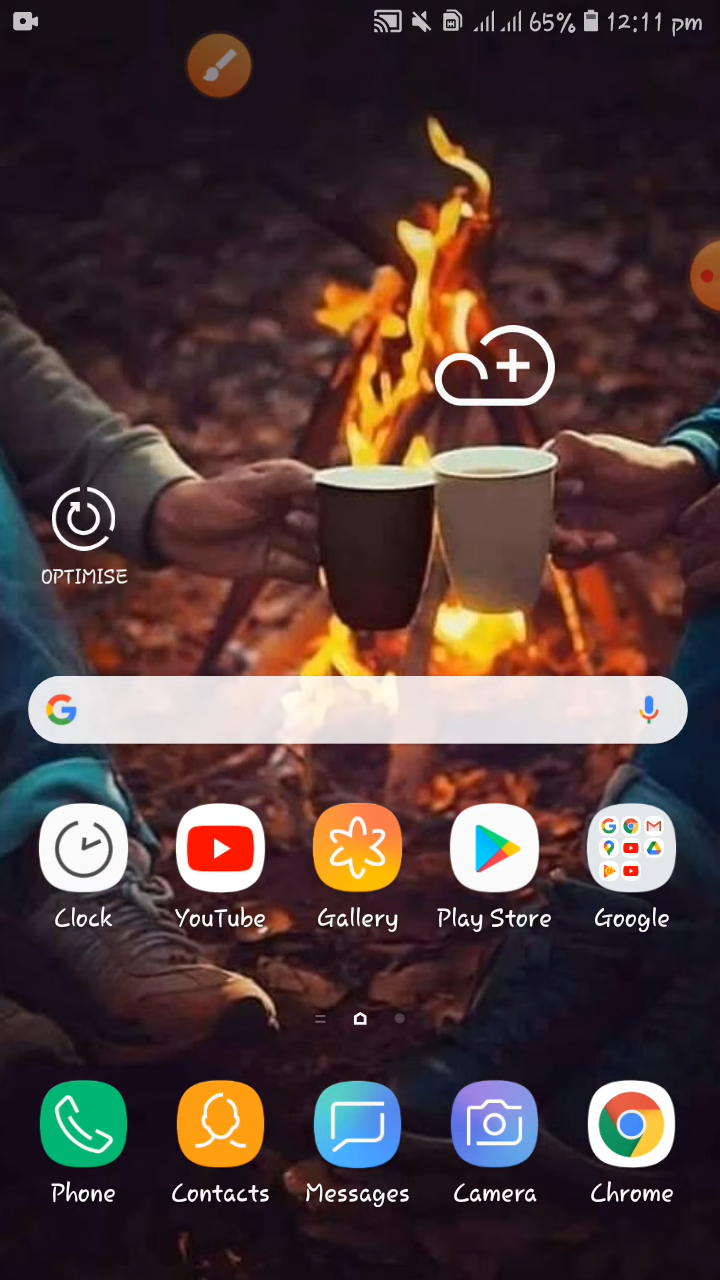 65% 12:11 pm
OPTIMISE
Clock YouTube Gallery Play Store Google
Phone Contacts Messages Camera Chrome